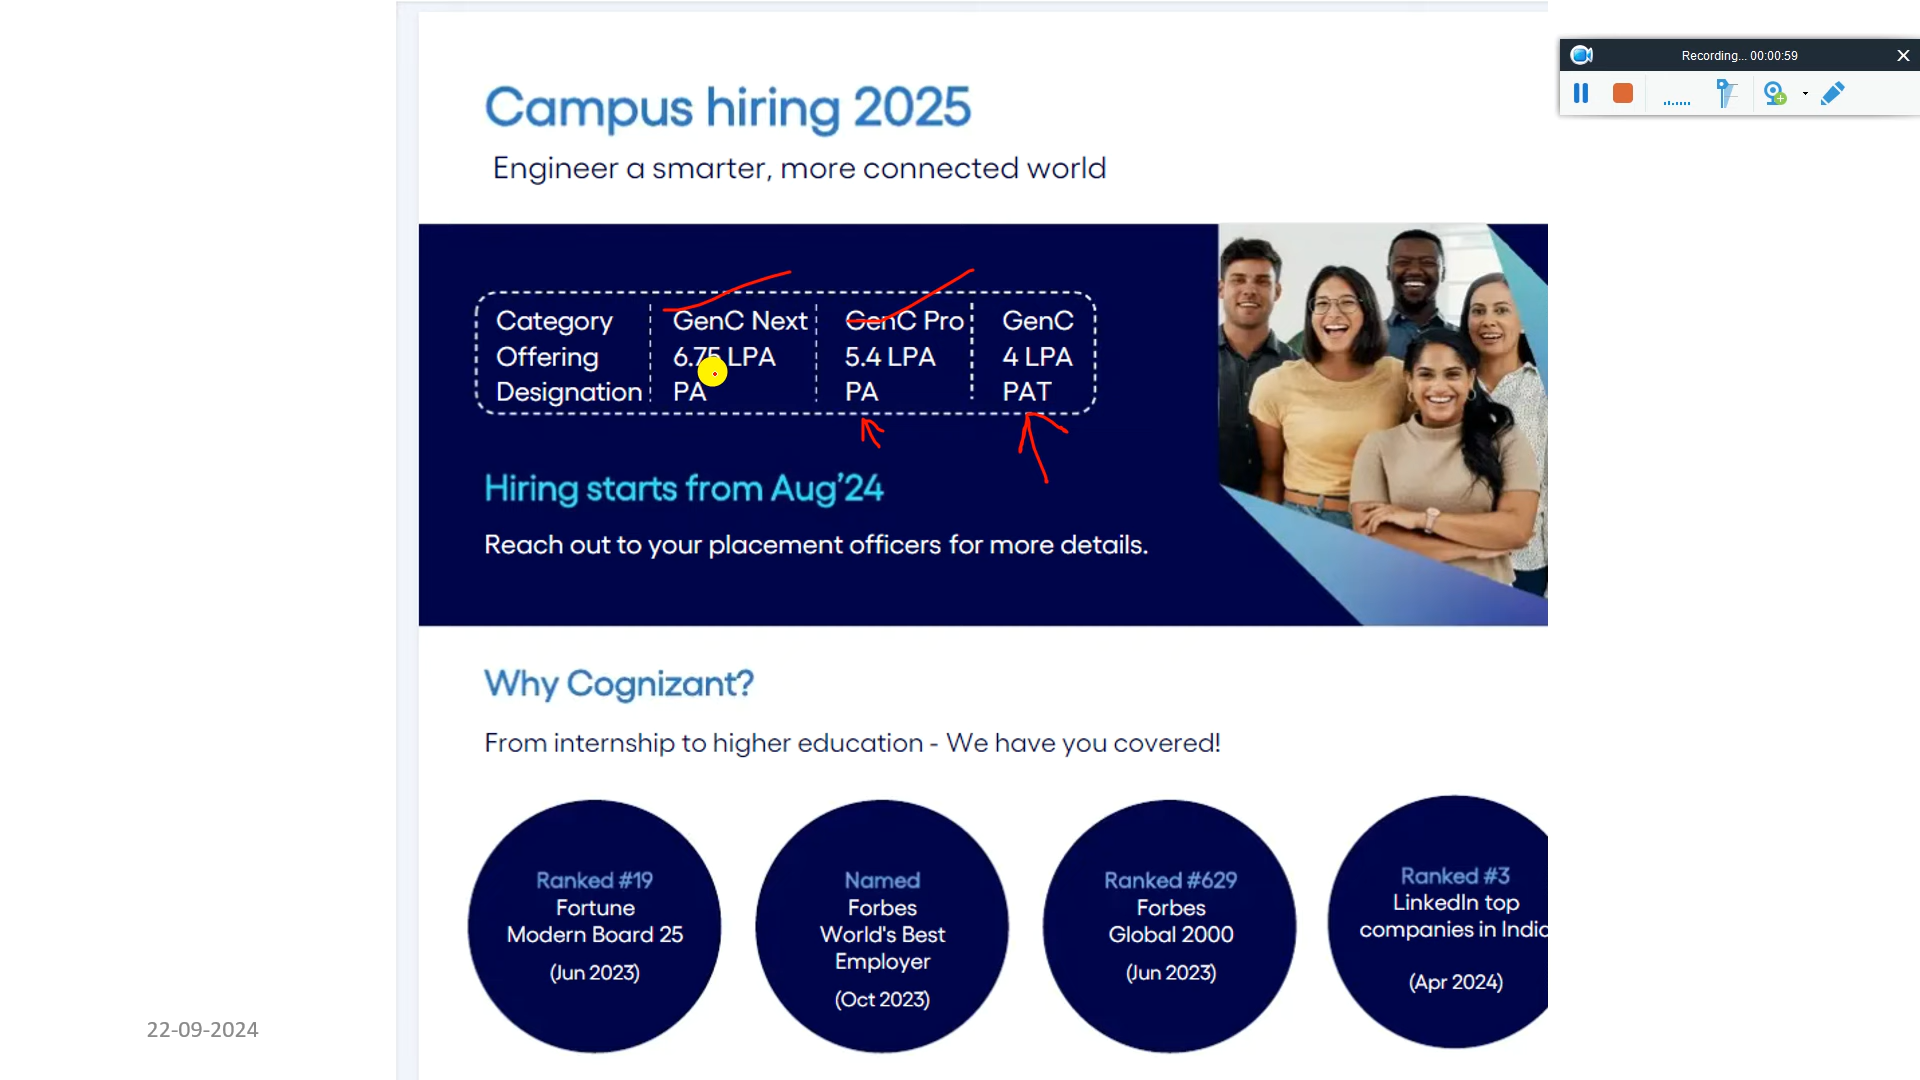 Recording... 00:00:59
Campus hiring 2025
Engineer a smarter, more connected world
Category GenC Next GenC Pro GenC
Offering 6.75 LPA 5.4 LPA 4 LPA
Designation PA PA PAT
Hiring starts from Aug'24
Reach out to your placement officers for more details.
Why Cognizant?
From internship to higher education - We have you covered!
Ranked #19
Fortune
Modern Board 25
(Jun 2023)
Named
Forbes
World's Best
Employer
(Oct 2023)
Ranked #629
Forbes
Global 2000
(Jun 2023)
Ranked #3
LinkedIn top
companies in
(Apr 2024)
22-09-2024